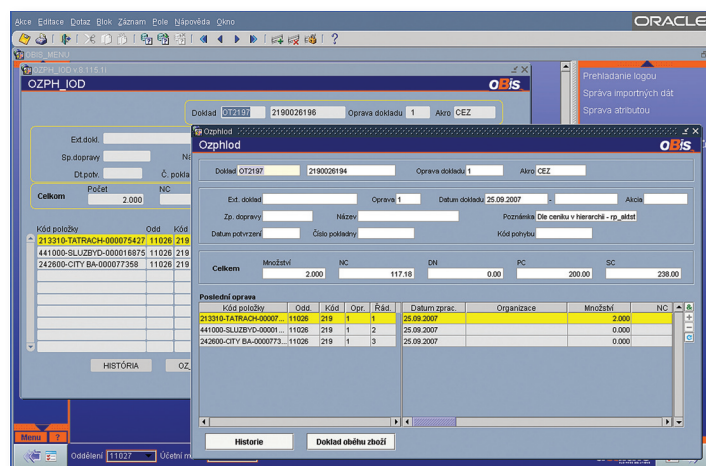 Akce Editace Dotaz Blok Záznam Pole Nápověda Okno
ORACLE
OBIS_MENU
OZPH_IOD v.8.115.1i
OZPH_IOD
oBis
Doklad OT2197 2190026196 Oprava dokladu 1 Akro CEZ
Ext.dokl.
Sp.dopravy
Dt.potv. Č. pokla
Počet NC
Celkom 2.000
Kód položky Odd Kód
213310-TATRACH-000075427 11026 219
441000-SLUZBYD-000016875 11026 219
242600-CITY BA-000077358 11026 219
HISTÓRIA
Prehladanie logou
Správa importných dát
Správa atributou
Ozphlod
Ozphlod
oBis
Doklad OT2197 2190026194 Oprava dokladu 1 Akro CEZ
Ext. doklad Oprava 1 Datum dokladu 25.09.2007 - Akcia
Zp. dopravy Název Poznámka Dle ceniku v hierarchii - rp_aktst
Datum potvrzení Číslo pokladny Kód pohybu
Množství NC DN PC SC
Celkem 2.000 117.18 0.00 200.00 238.00
Poslední oprava
Kód položky Odd. Kód Opr. Řád. Datum zprac. Organizace Množství NC
213310-TATRACH-00007... 11026 219 1 1 25.09.2007 2.000
441000-SLUZBYD-00001... 11026 219 1 2 25.09.2007 0.000
242600-CITY BA-0000773... 11026 219 1 3 25.09.2007 0.000
Historie Doklad oběhu zboží
Menu ?
Oddělení 11027 Účetní m